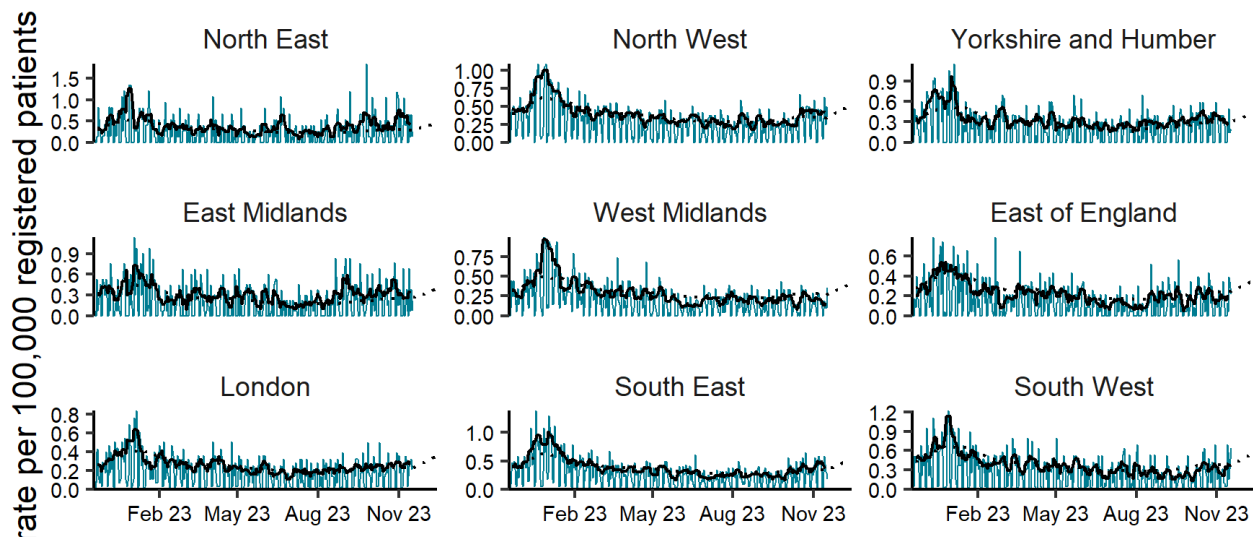 rate per 100,000 registered patients
North East
1.5
1.0
0.5
0.0
North West
1.00
0.75
0.50
0.25
0.00
Yorkshire and Humber
0.9
0.6
0.3
0.0
East Midlands
0.9
0.6
0.3
0.0
West Midlands
0.75
0.50
0.25
0.00
East of England
0.6
0.4
0.2
0.0
London
0.8
0.6
0.4
0.2
0.0
South East
1.0
0.5
0.0
South West
1.2
0.9
0.6
0.3
0.0
Feb 23 May 23 Aug 23 Nov 23
Feb 23 May 23 Aug 23 Nov 23
Feb 23 May 23 Aug 23 Nov 23